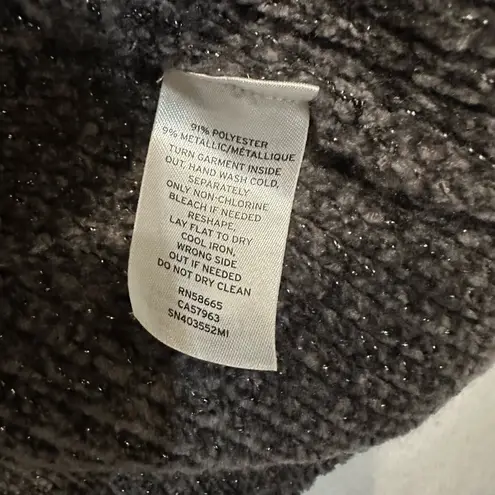 91% POLYESTER
9% METALLIC/MÉTALLIQUE
TURN GARMENT INSIDE
OUT, HAND WASH COLD,
SEPARATELY
ONLY NON-CHLORINE
BLEACH IF NEEDED
RESHAPE,
LAY FLAT TO DRY
COOL IRON,
WRONG SIDE
OUT IF NEEDED
DO NOT DRY CLEAN
RN58665
CA57963
SN403552MI